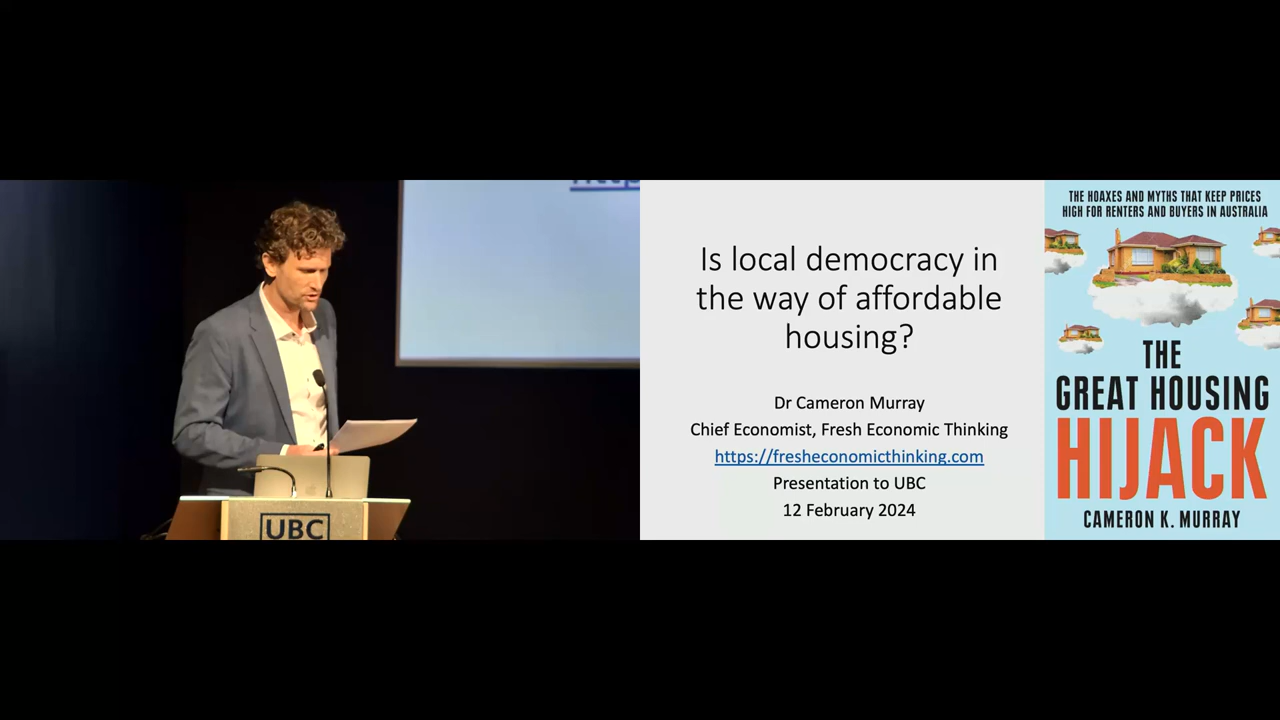 UBC
Is local democracy in
the way of affordable
housing?
Dr Cameron Murray
Chief Economist, Fresh Economic Thinking
https://fresheconomicthinking.com
Presentation to UBC
12 February 2024
THE HOAXES AND MYTHS THAT KEEP PRICES
HIGH FOR RENTERS AND BUYERS IN AUSTRALIA
THE
GREAT HOUSING
HIJACK
CAMERON K. MURRAY